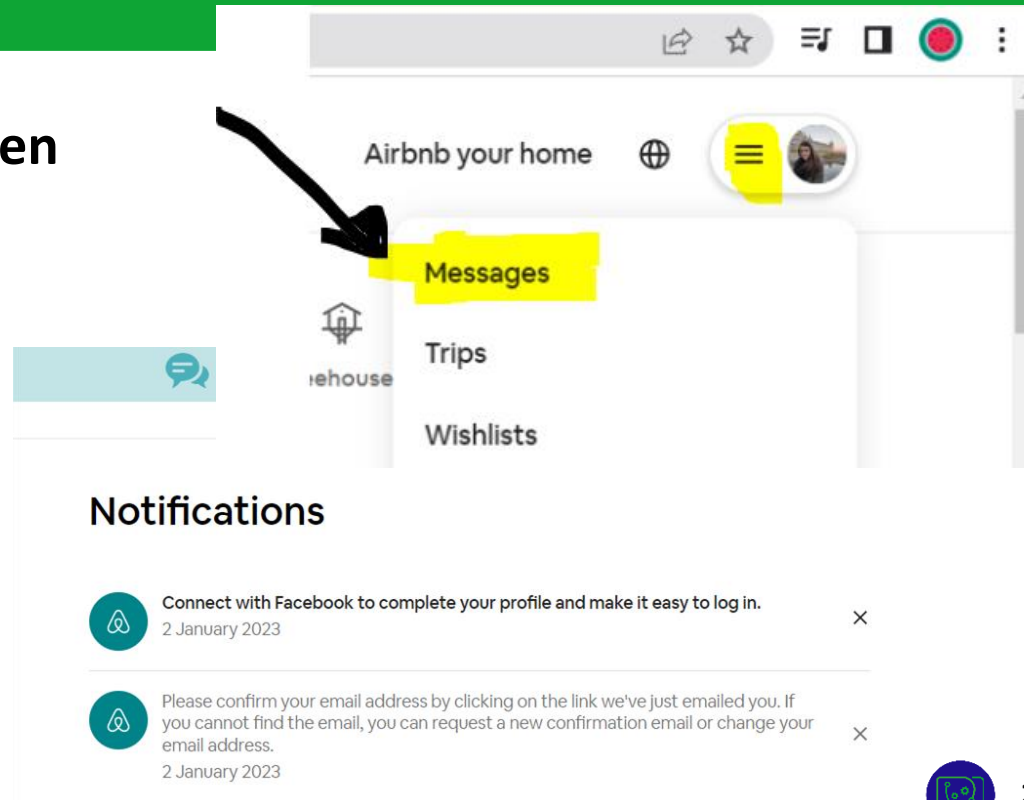 en
Airbnb your home
Messages
Trips
eehouse
Wishlists
Notifications
Connect with Facebook to complete your profile and make it easy to log in.
2 January 2023
Please confirm your email address by clicking on the link we've just emailed you. If
you cannot find the email, you can request a new confirmation email or change your
email address.
2 January 2023